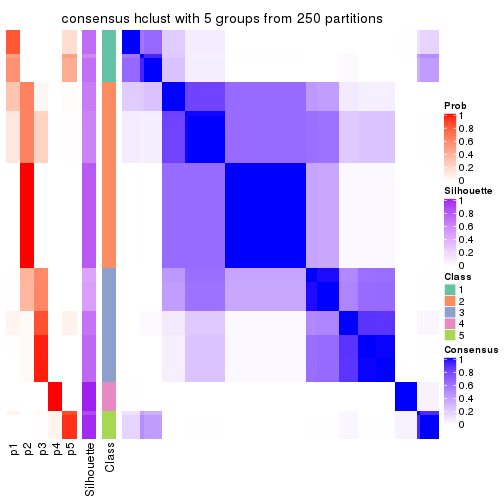 consensus hclust with 5 groups from 250 partitions
Prob
1
0.8
0.6
0.4
0.2
0
Silhouette
1
0.8
0.6
0.4
0.2
0
Class
1
2
3
4
5
Consensus
1
0.8
0.6
0.4
0.2
0
p1
p2
p3
p4
p5
Silhouette
Class